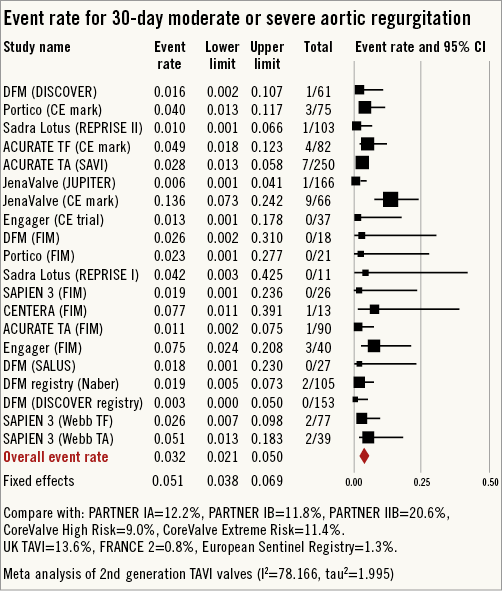 Event rate for 30-day moderate or severe aortic regurgitation
Study name Event rate Lower limit Upper limit Total Event rate and 95% CI
DFM (DISCOVER) 0.016 0.002 0.107 1/61
Portico (CE mark) 0.040 0.013 0.117 3/75
Sadra Lotus (REPRISE II) 0.010 0.001 0.066 1/103
ACURATE TF (CE mark) 0.049 0.018 0.123 4/82
ACURATE TA (SAVI) 0.028 0.013 0.058 7/250
JenaValve (JUPITER) 0.006 0.001 0.041 1/166
JenaValve (CE mark) 0.136 0.073 0.242 9/66
Engager (CE trial) 0.013 0.001 0.178 0/37
DFM (FIM) 0.026 0.002 0.310 0/18
Portico (FIM) 0.023 0.001 0.277 0/21
Sadra Lotus (REPRISE I) 0.042 0.003 0.425 0/11
SAPIEN 3 (FIM) 0.019 0.001 0.236 0/26
CENTERA (FIM) 0.077 0.011 0.391 1/13
ACURATE TA (FIM) 0.011 0.002 0.075 1/90
Engager (FIM) 0.075 0.024 0.208 3/40
DFM (SALUS) 0.018 0.001 0.230 0/27
DFM registry (Naber) 0.019 0.005 0.073 2/105
DFM (DISCOVER registry) 0.003 0.000 0.050 0/153
SAPIEN 3 (Webb TF) 0.026 0.007 0.098 2/77
SAPIEN 3 (Webb TA) 0.051 0.013 0.183 2/39
Overall event rate 0.032 0.021 0.050
Fixed effects 0.051 0.038 0.069
0.00 0.25 0.50
Compare with: PARTNER IA=12.2%, PARTNER IB=11.8%, PARTNER IIB=20.6%,
CoreValve High Risk=9.0%, CoreValve Extreme Risk=11.4%.
UK TAVI=13.6%, FRANCE 2=0.8%, European Sentinel Registry=1.3%.
Meta analysis of 2nd generation TAVI valves (I²=78.166, tau²=1.995)